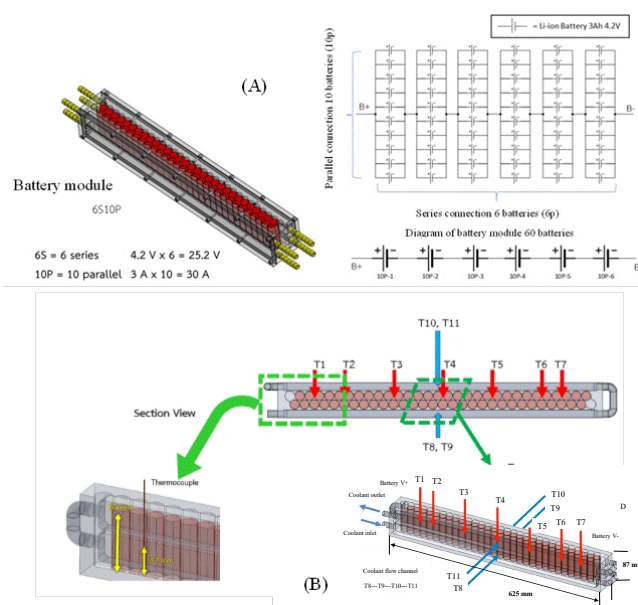 = Li-ion Battery 3Ah 4.2V
(A)
Parallel connection 10 batteries (10p)
B+
B-
Battery module
6S10P
6S = 6 series 4.2 V x 6 = 25.2 V
10P = 10 parallel 3 A x 10 = 30 A
Series connection 6 batteries (6p)
Diagram of battery module 60 batteries
+ − + − + − + − + − + −
B+
B
10P-1 10P-2 10P-3 10P-4 10P-5 10P-6
T10, T11
T1 T2 T3 T4 T5 T6 T7
Section View
T8, T9
Thermocouple
Battery V+
T1 T2 T3 T4 T5 T6 T7
T10
T9
D
Coolant outlet
Coolant inlet
Battery V-
87 m
Coolant flow channel
T8---T9---T10---T11
T11
T8
625 mm
(B)